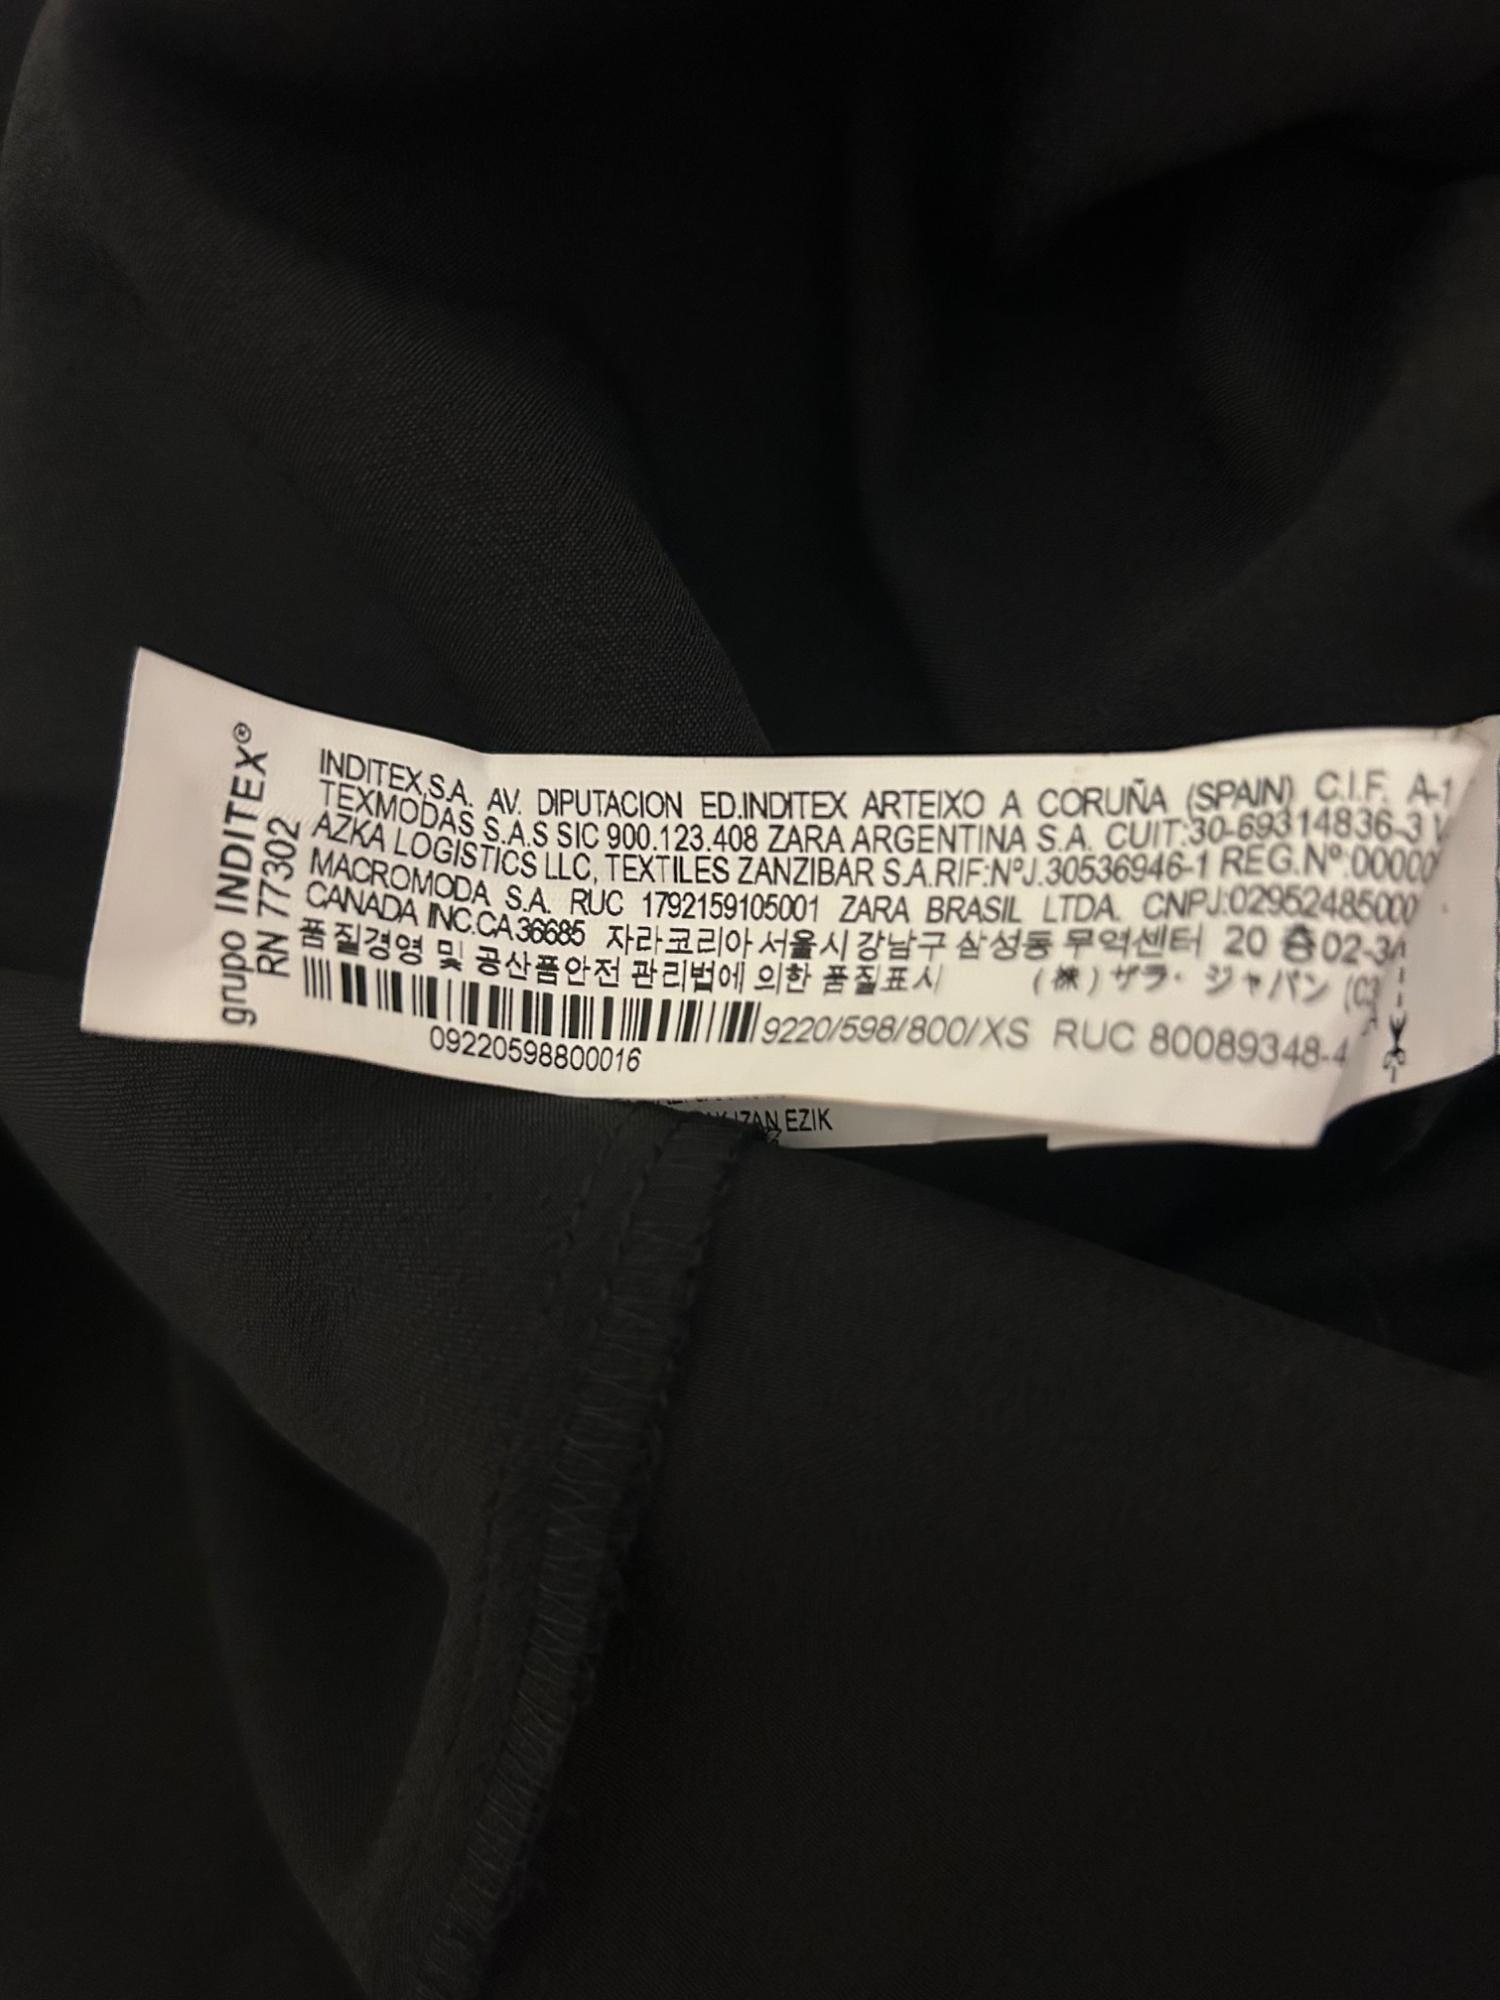 grupo INDITEX®
RN 77302
INDITEX,S.A. AV. DIPUTACION ED.INDITEX ARTEIXO A CORUÑA (SPAIN) C.I.F.
TEXMODAS S.A.S SIC 900.123.408 ZARA ARGENTINA S.A. CUIT:30-69314836-3
AZKA LOGISTICS LLC, TEXTILES ZANZIBAR S.A.RIF:NºJ.30536946-1 REG.Nº:00000
MACROMODA S.A. RUC 1792159105001 ZARA BRASIL LTDA. CNPJ:02952485000
CANADA INC.CA36685 자라코리아 서울시 강남구 삼성동 무역센터 20 층 02-3
품질경영 및 공산품안전 관리법에 의한 품질표시 (株) ザラ・ジャパン
9220/598/800/XS RUC 80089348-4
09220598800016
EZIK